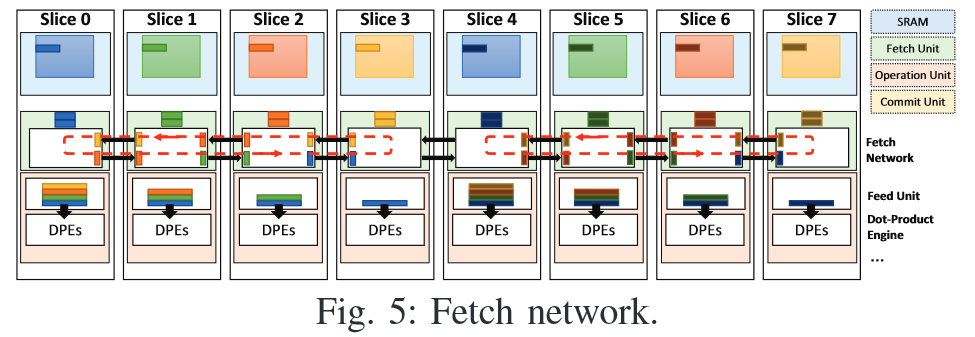 Slice 0 Slice 1 Slice 2 Slice 3 Slice 4 Slice 5 Slice 6 Slice 7
SRAM
Fetch Unit
Operation Unit
Commit Unit
Fetch
Network
Feed Unit
DPEs DPEs DPEs DPEs DPEs DPEs DPEs DPEs
Dot-Product
Engine
...
Fig. 5: Fetch network.